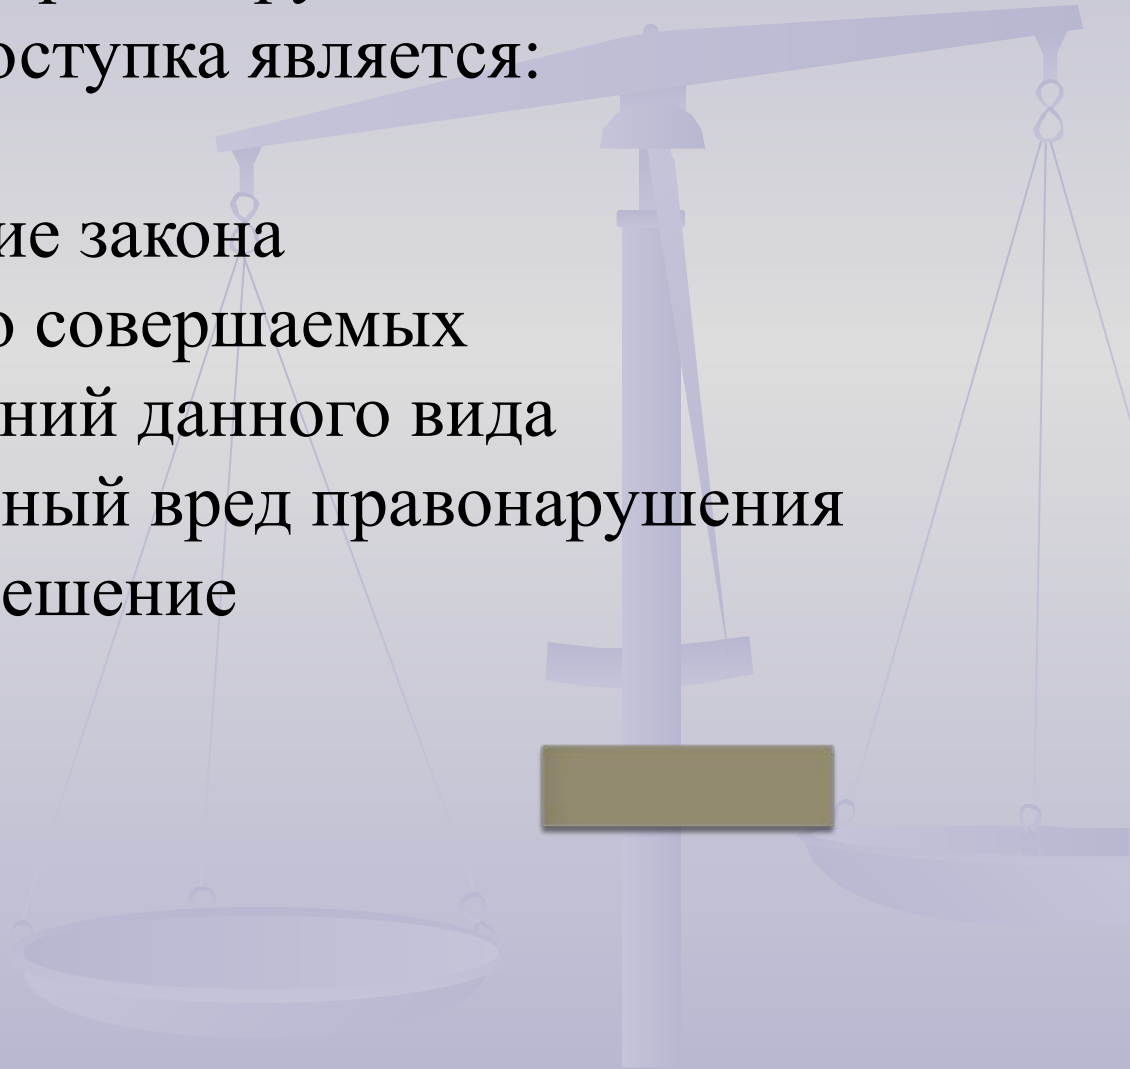 оступка является:
ие закона
о совершаемых
ний данного вида
ный вред правонарушения
ешение